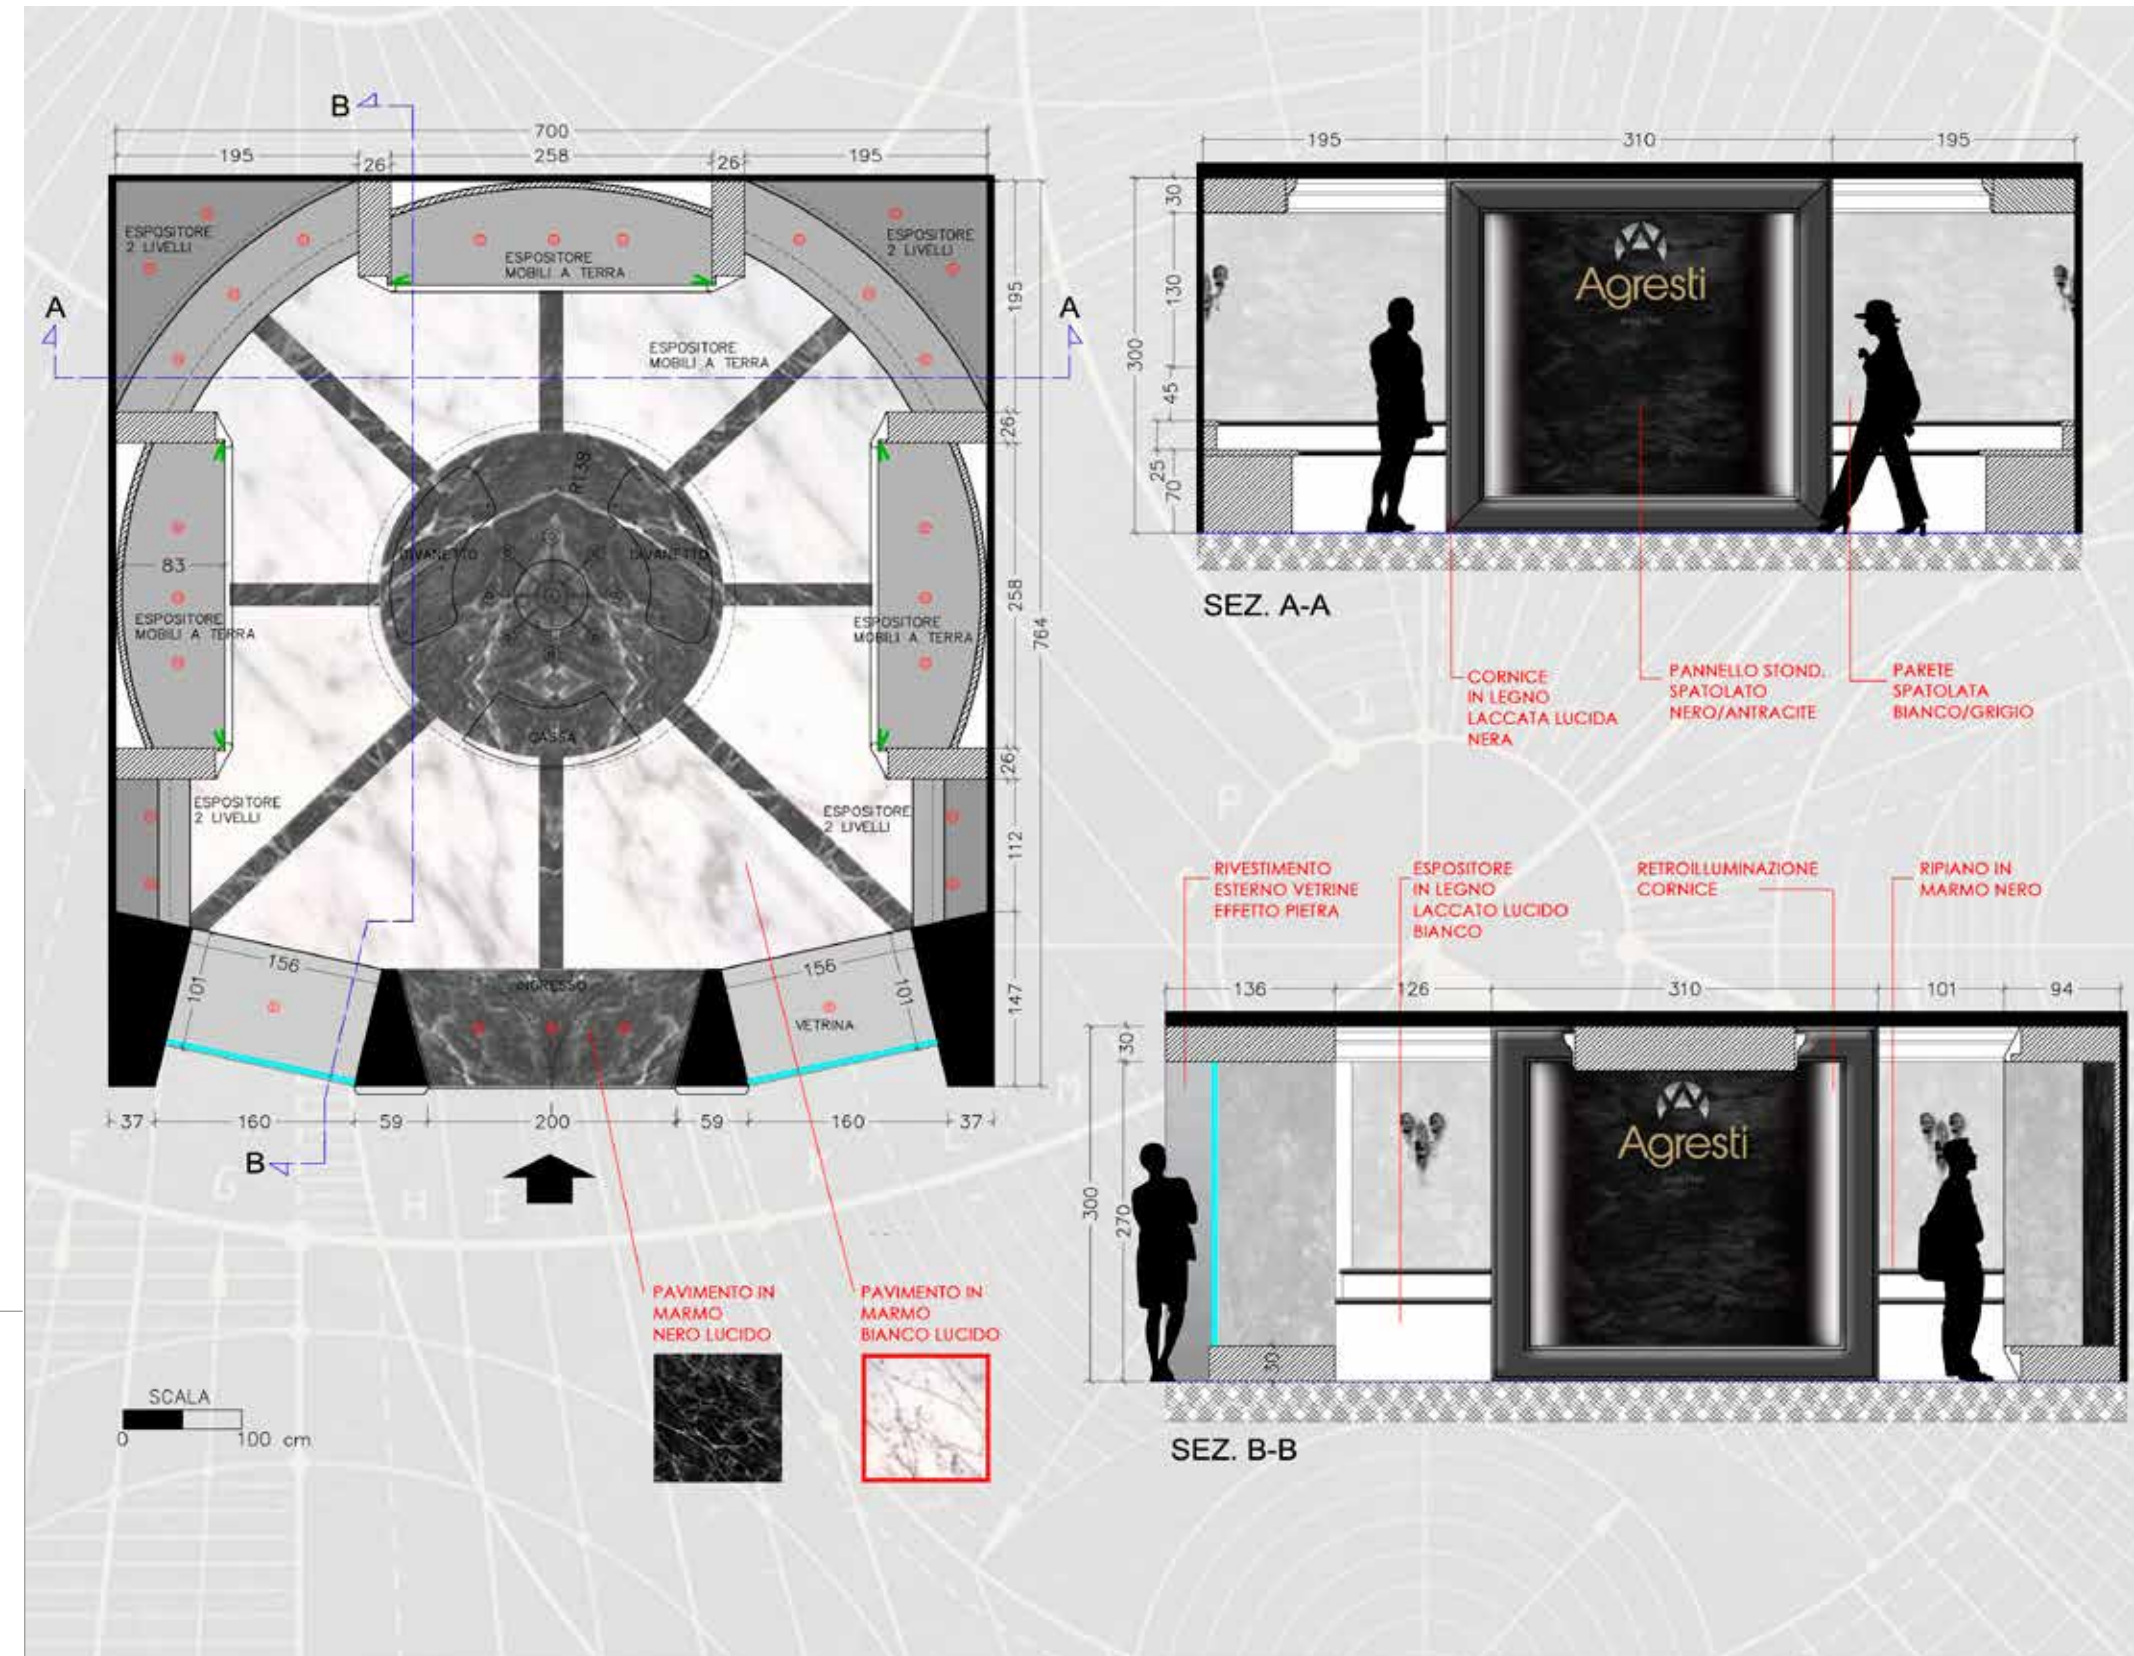 B
700
195
26
258
26
195
ESPOSITORE
2 LIVELLI
ESPOSITORE
MOBILI A TERRA
ESPOSITORE
2 LIVELLI
A
A
ESPOSITORE
MOBILI A TERRA
R138
DIVANETTO
DIVANETTO
83
ESPOSITORE
MOBILI A TERRA
ESPOSITORE
MOBILI A TERRA
CASSA
ESPOSITORE
2 LIVELLI
ESPOSITORE
2 LIVELLI
195
26
258
764
26
112
147
156
101
156
101
INGRESSO
VETRINA
37
160
59
200
59
160
37
B
PAVIMENTO IN
MARMO
NERO LUCIDO
PAVIMENTO IN
MARMO
BIANCO LUCIDO
SCALA
0
100 cm
195
310
195
30
130
300
45
25
70
Agresti
SEZ. A-A
CORNICE
IN LEGNO
LACCATA LUCIDA
NERA
PANNELLO STOND.
SPATOLATO
NERO/ANTRACITE
PARETE
SPATOLATA
BIANCO/GRIGIO
RIVESTIMENTO
ESTERNO VETRINE
EFFETTO PIETRA
ESPOSITORE
IN LEGNO
LACCATO LUCIDO
BIANCO
RETROILLUMINAZIONE
CORNICE
RIPIANO IN
MARMO NERO
136
126
310
101
94
30
300
270
30
Agresti
SEZ. B-B